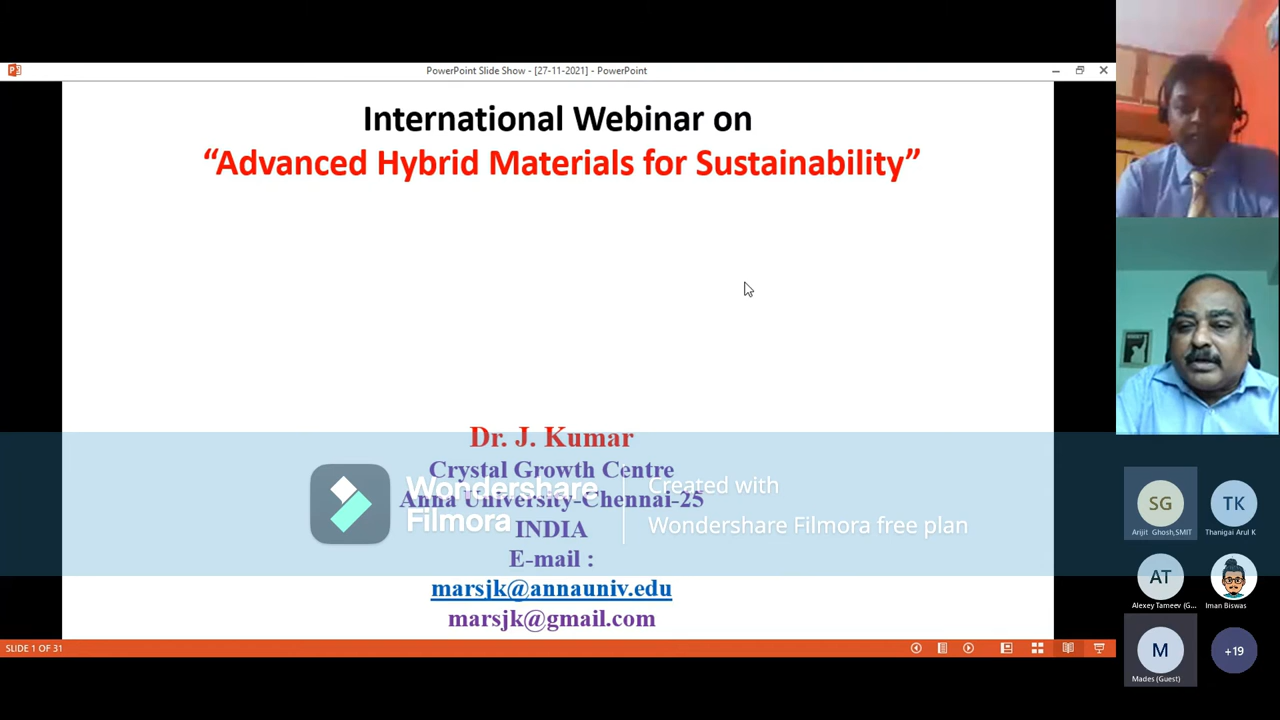 PowerPoint Slide Show - [27-11-2021] - PowerPoint
International Webinar on
“Advanced Hybrid Materials for Sustainability”
Dr. J. Kumar
Crystal Growth Centre
Anna University-Chennai-25
INDIA
E-mail :
marsjk@annauniv.edu
marsjk@gmail.com
Wondershare
Filmora
Created with
Wondershare Filmora free plan
SLIDE 1 OF 31
SG
Arijit Ghosh,SMIT
TK
Thanigai Arul K
AT
Alexey Tameev (G...
Iman Biswas
M
Mades (Guest)
+19